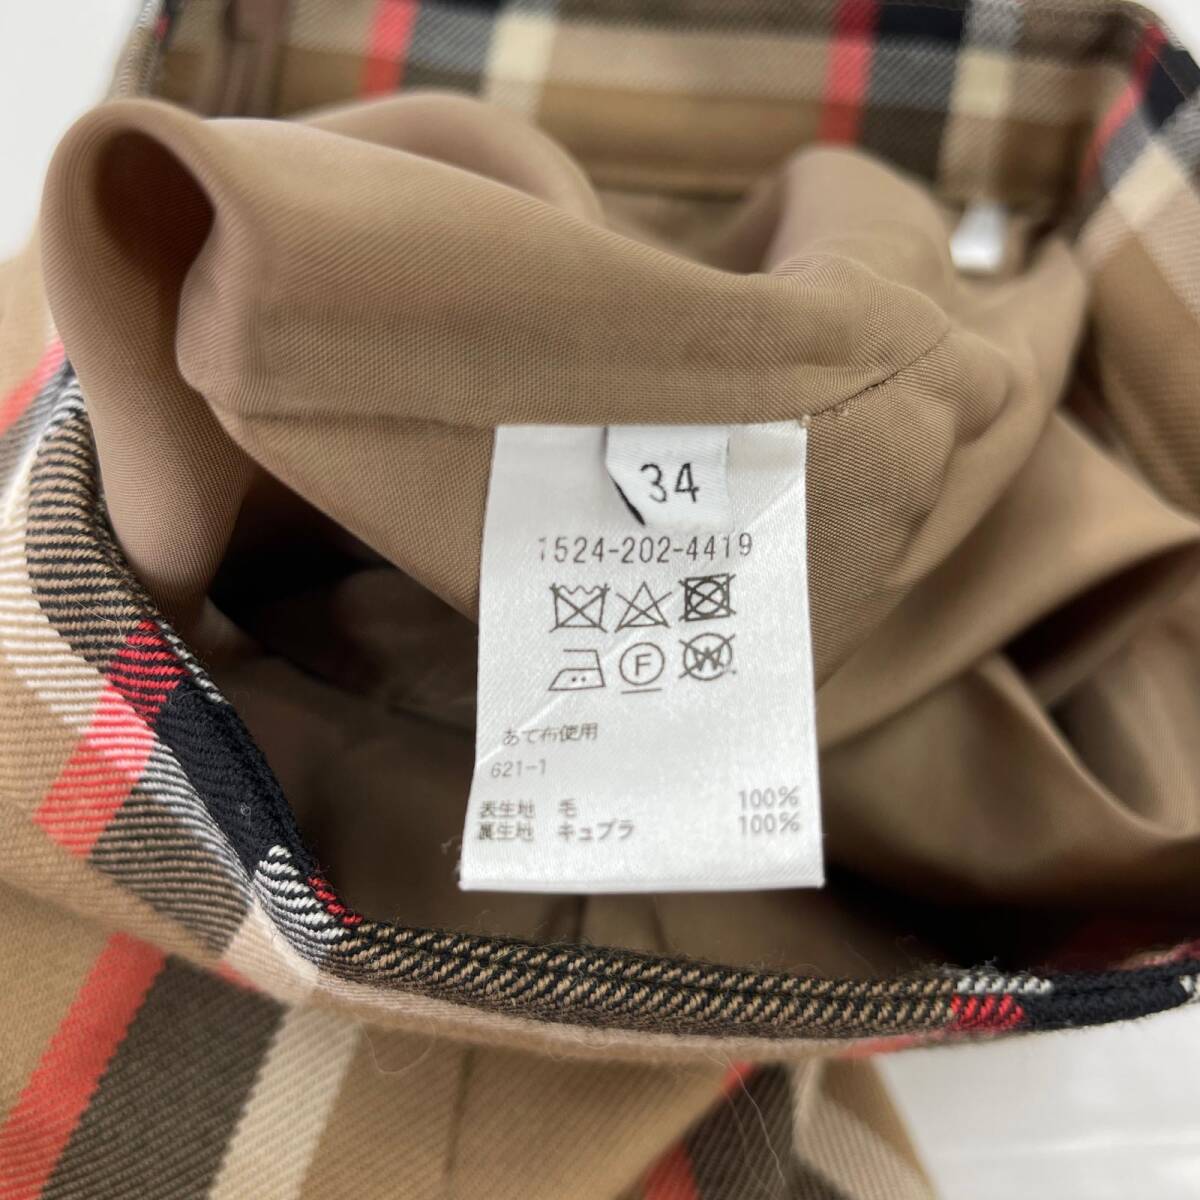 34
1524-202-4419
F W
あて布使用
621-1
表生地 毛 100%
裏生地 キュプラ 100%